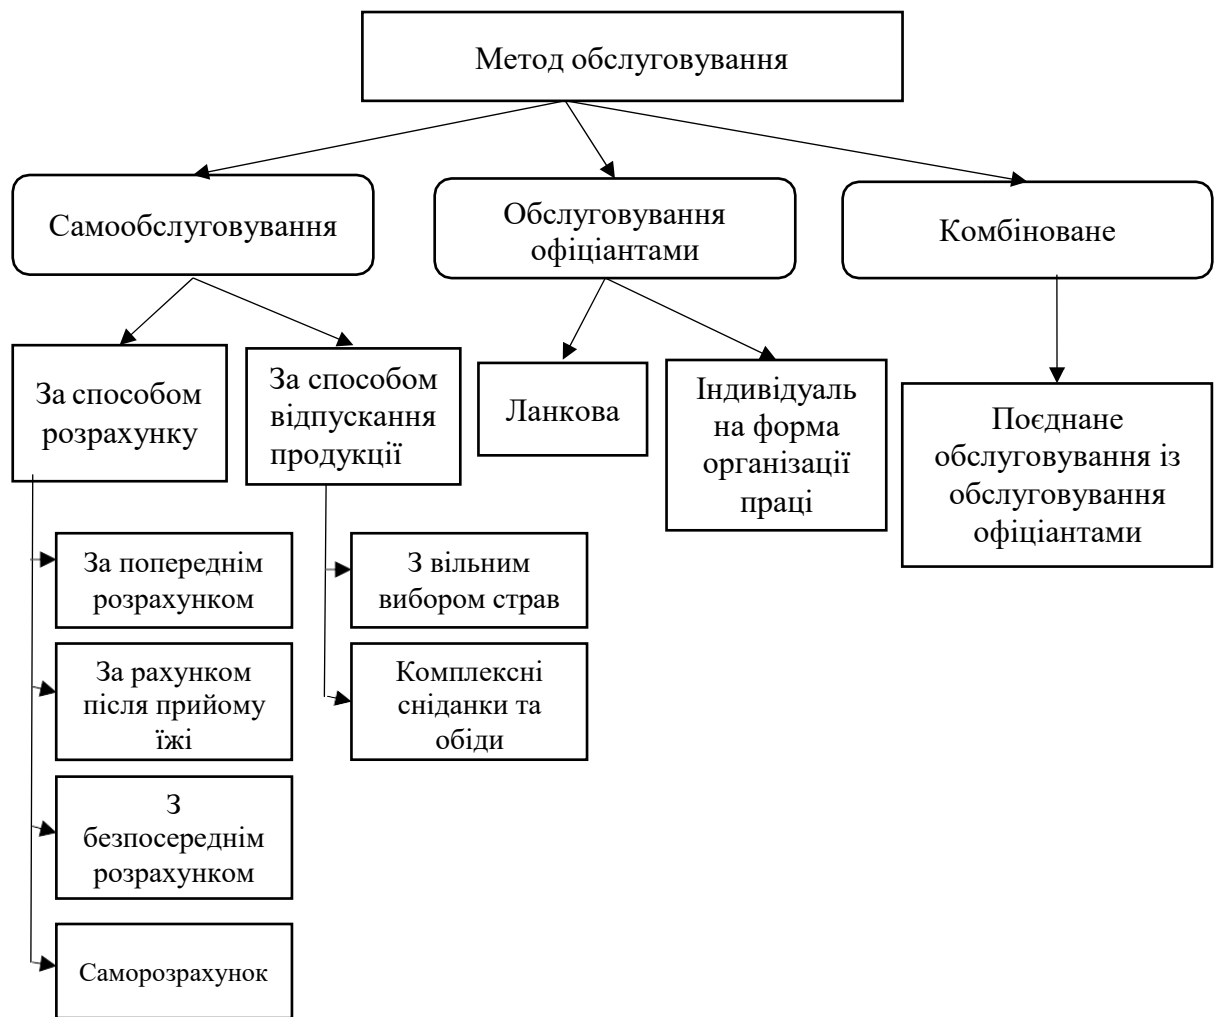 Метод обслуговування
Самообслуговування
Обслуговування
офіціантами
Комбіноване
За способом
розрахунку
За способом
відпускання
продукції
Ланкова
Індивідуаль
на форма
організації
праці
Поєднане
обслуговування із
обслуговування
офіціантами
За попереднім
розрахунком
З вільним
вибором страв
За рахунком
після прийому
їжі
Комплексні
сніданки та
обіди
З
безпосереднім
розрахунком
Саморозрахунок